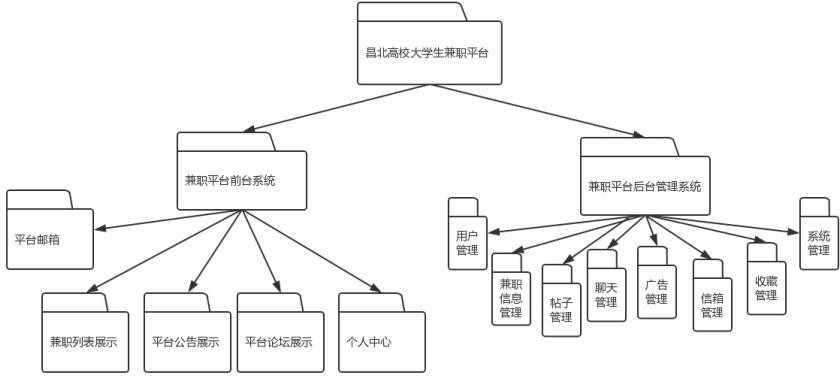 昌北高校大学生兼职平台
兼职平台前台系统
兼职平台后台管理系统
平台邮箱
兼职列表展示
平台公告展示
平台论坛展示
个人中心
用户
管理
兼职
信息
管理
帖子
管理
聊天
管理
广告
管理
信箱
管理
收藏
管理
系统
管理